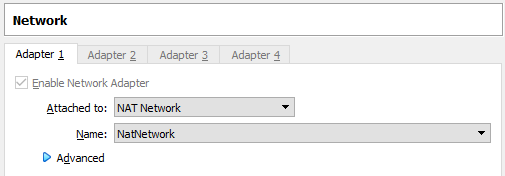 Network
Adapter 1 Adapter 2 Adapter 3 Adapter 4
Enable Network Adapter
Attached to: NAT Network
Name: NatNetwork
Advanced